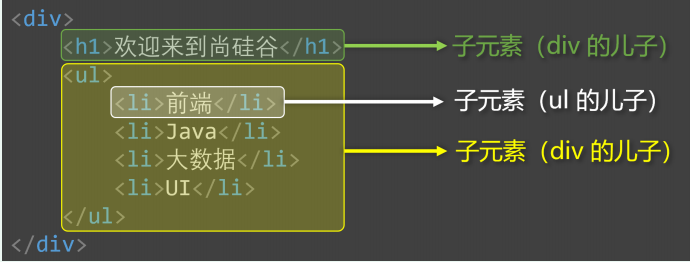 <div>
<h1>欢迎来到尚硅谷</h1> 子元素（div 的儿子）
<ul>
<li>前端</li> 子元素（ul 的儿子）
<li>Java</li>
<li>大数据</li> 子元素（div 的儿子）
<li>UI</li>
</ul>
</div>